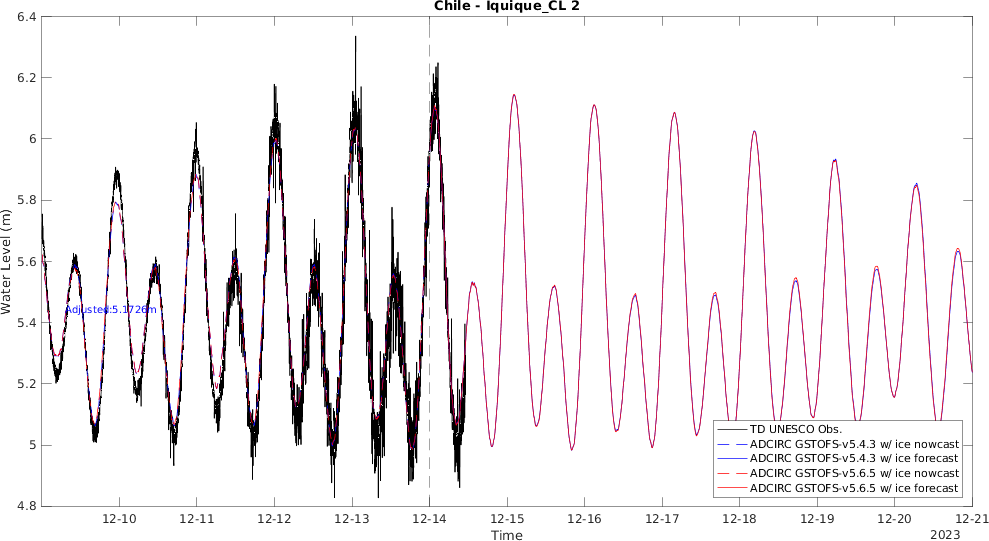 Chile - Iquique_CL 2
6.4
6.2
6
5.8
5.6
5.4
5.2
5
4.8
Water Level (m)
Adjusted:5.1726m
TD UNESCO Obs.
ADCIRC GSTOFS-v5.4.3 w/ ice nowcast
ADCIRC GSTOFS-v5.4.3 w/ ice forecast
ADCIRC GSTOFS-v5.6.5 w/ ice nowcast
ADCIRC GSTOFS-v5.6.5 w/ ice forecast
12-10 12-11 12-12 12-13 12-14 12-15 12-16 12-17 12-18 12-19 12-20 12-21
Time
2023